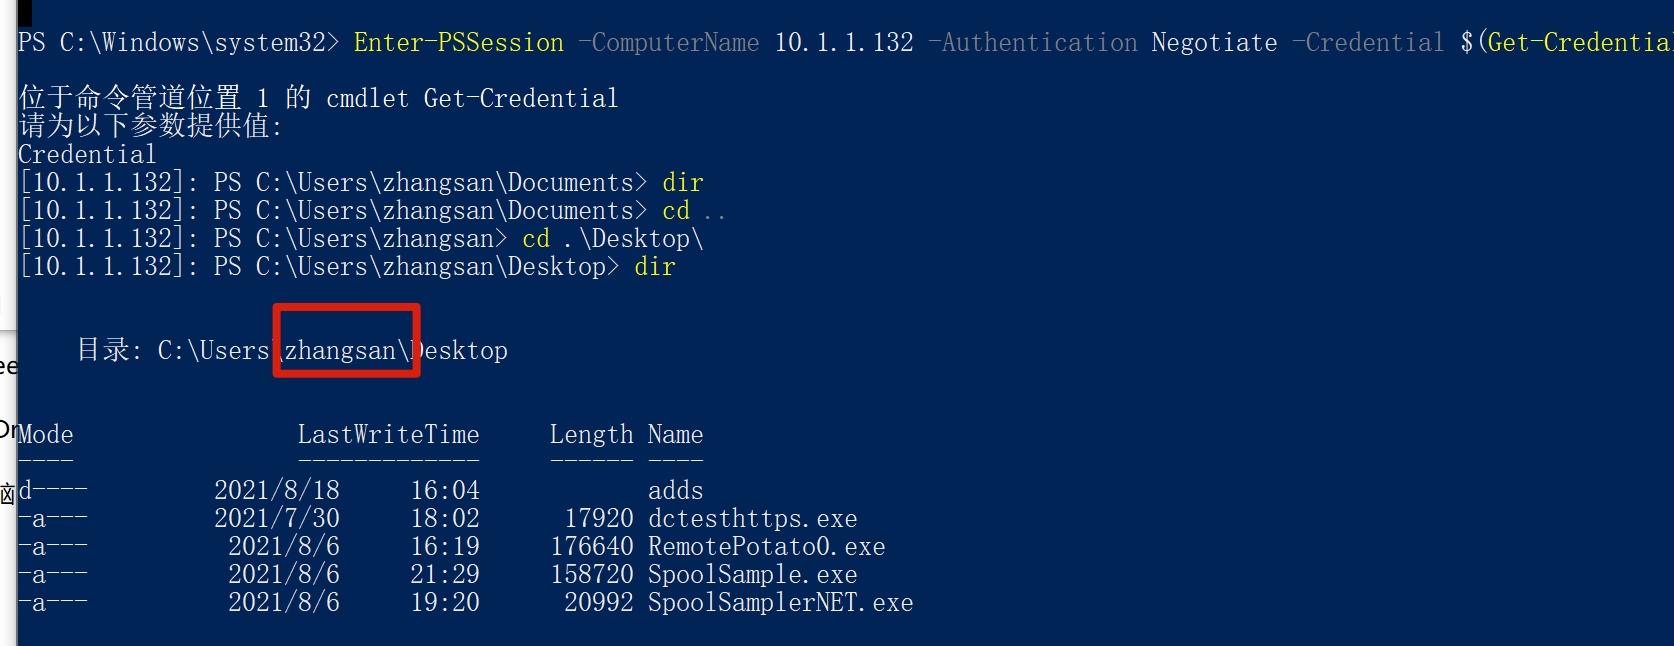 PS C:\Windows\system32> Enter-PSSession -ComputerName 10.1.1.132 -Authentication Negotiate -Credential $(Get-Credential
位于命令管道位置 1 的 cmdlet Get-Credential
请为以下参数提供值:
Credential
[10.1.1.132]: PS C:\Users\zhangsan\Documents> dir
[10.1.1.132]: PS C:\Users\zhangsan\Documents> cd ..
[10.1.1.132]: PS C:\Users\zhangsan> cd .\Desktop\
[10.1.1.132]: PS C:\Users\zhangsan\Desktop> dir
目录: C:\Users\zhangsan\Desktop
Mode LastWriteTime Length Name
---- ------------- ------ ----
d---- 2021/8/18 16:04 adds
-a--- 2021/7/30 18:02 17920 dctesthttps.exe
-a--- 2021/8/6 16:19 176640 RemotePotato0.exe
-a--- 2021/8/6 21:29 158720 SpoolSample.exe
-a--- 2021/8/6 19:20 20992 SpoolSamplerNET.exe